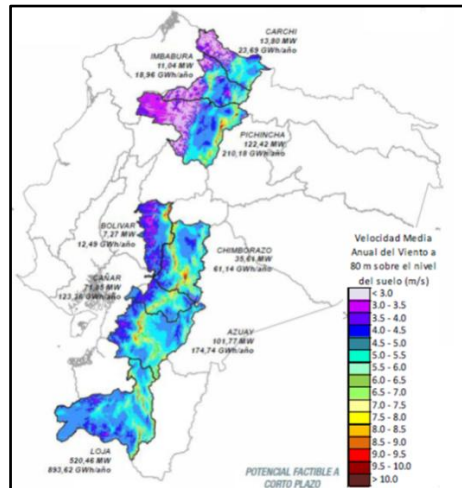 CARCHI
13,80 MW
23,69 GWh/año
IMBABURA
11,04 MW
18,96 GWh/año
PICHINCHA
122,42 MW
210,18 GWh/año
BOLIVAR
7,27 MW
12,49 GWh/año
CHIMBORAZO
35,61 MW
61,14 GWh/año
CAÑAR
MW
GWh/año
AZUAY
101,77 MW
174,74 GWh/año
LOJA
520,46 MW
893,62 GWh/año
Velocidad Media
Anual del Viento a
80 m sobre el nivel
del suelo (m/s)
< 3.0
3.0 - 3.5
3.5 - 4.0
4.0 - 4.5
4.5 - 5.0
5.0 - 5.5
5.5 - 6.0
6.0 - 6.5
6.5 - 7.0
7.0 - 7.5
7.5 - 8.0
8.0 - 8.5
8.5 - 9.0
9.0 - 9.5
9.5 - 10.0
> 10.0
POTENCIAL FACTIBLE A
CORTO PLAZO